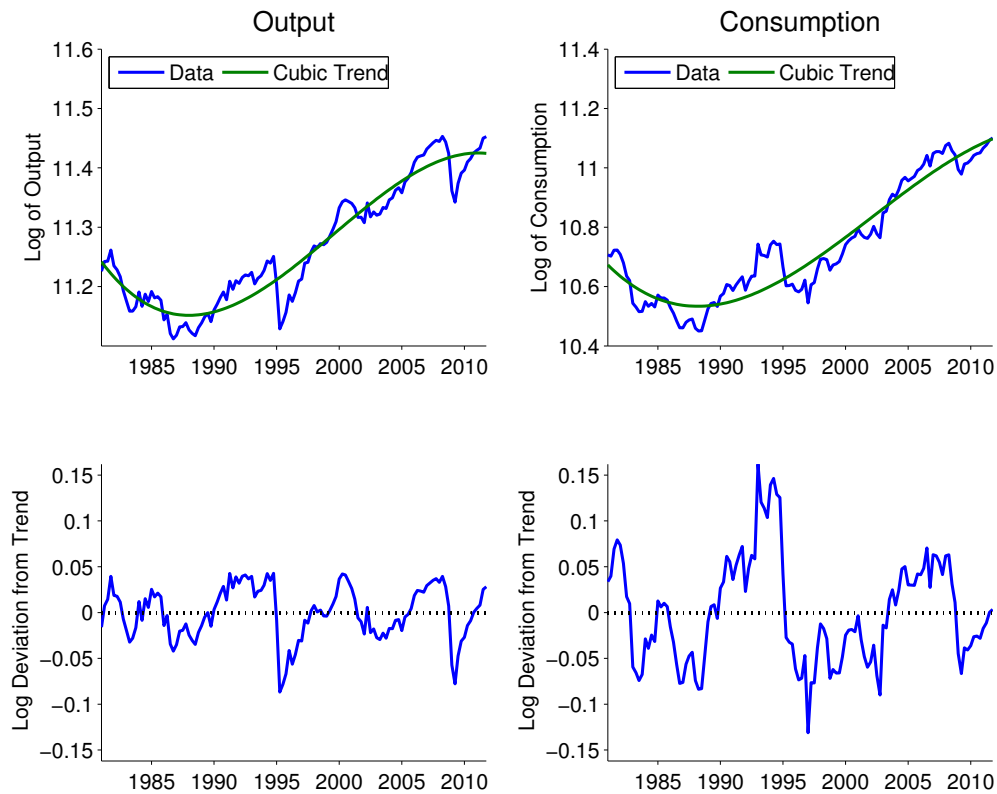 Output
11.6
11.5
11.4
11.3
11.2
Log of Output
Data
Cubic Trend
1985 1990 1995 2000 2005 2010
Consumption
11.4
11.2
11
10.8
10.6
10.4
Log of Consumption
Data
Cubic Trend
1985 1990 1995 2000 2005 2010
0.15
0.1
0.05
0
−0.05
−0.1
−0.15
Log Deviation from Trend
1985 1990 1995 2000 2005 2010
0.15
0.1
0.05
0
−0.05
−0.1
−0.15
Log Deviation from Trend
1985 1990 1995 2000 2005 2010